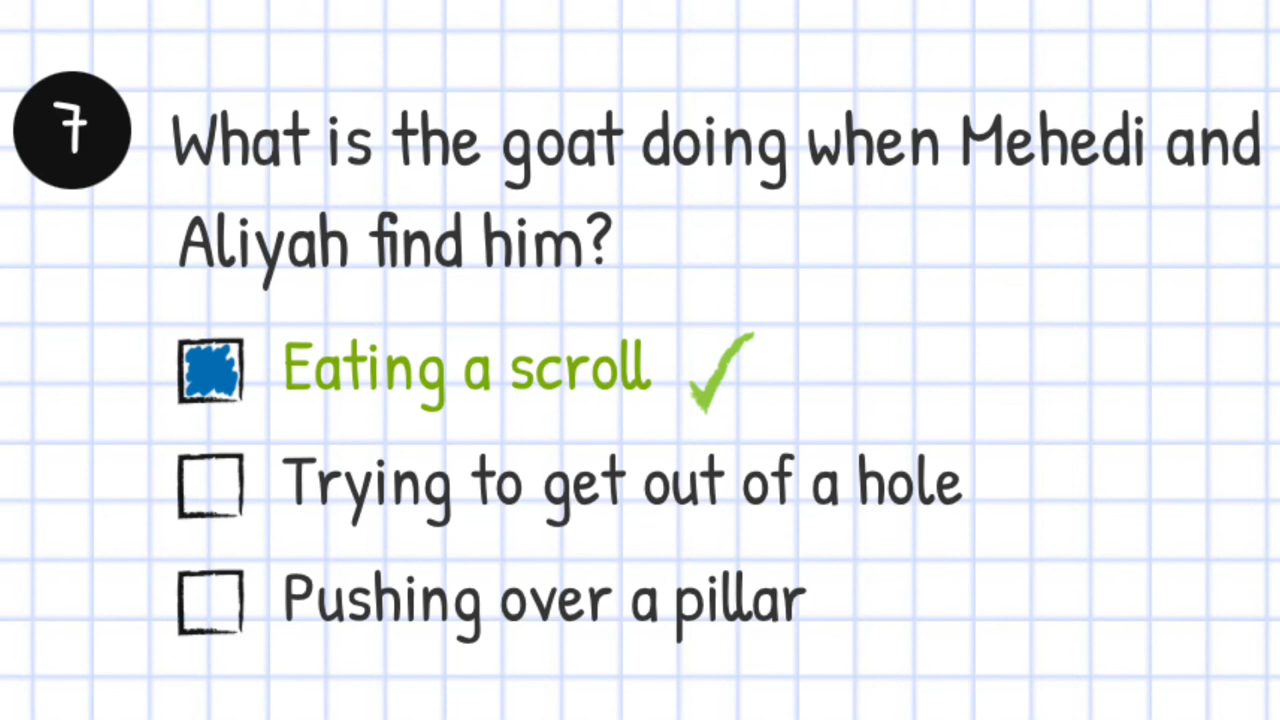 7
What is the goat doing when Mehedi and
Aliyah find him?
Eating a scroll
Trying to get out of a hole
Pushing over a pillar